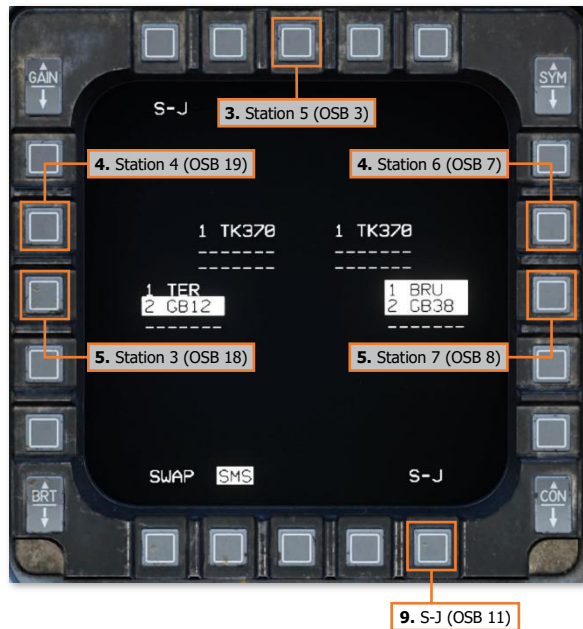 GAIN
SYM
S-J
3. Station 5 (OSB 3)
4. Station 4 (OSB 19)
4. Station 6 (OSB 7)
1 TK370
1 TK370
-------
-------
-------
-------
1 TER
1 BRU
2 GB12
2 GB38
-------
-------
5. Station 3 (OSB 18)
5. Station 7 (OSB 8)
SWAP
SMS
S-J
BRT
CON
9. S-J (OSB 11)